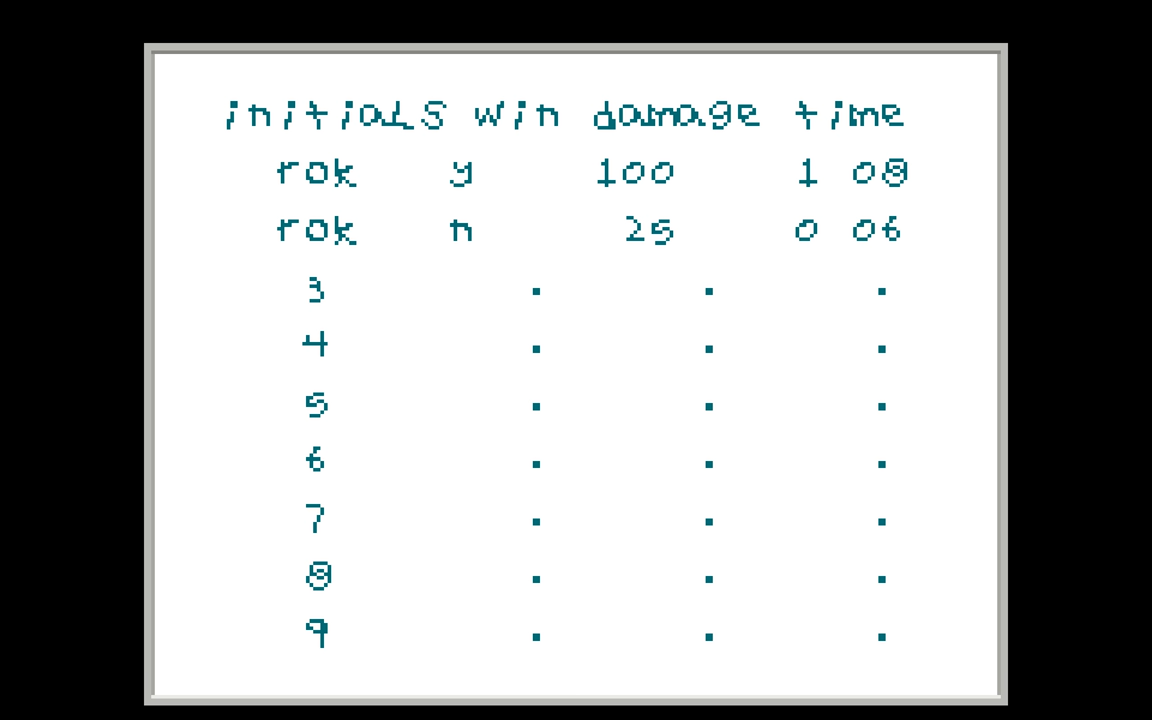 initials win damage time
rok y 100 1 08
rok n 25 0 06
3 . . .
4 . . .
5 . . .
6 . . .
7 . . .
8 . . .
9 . . .